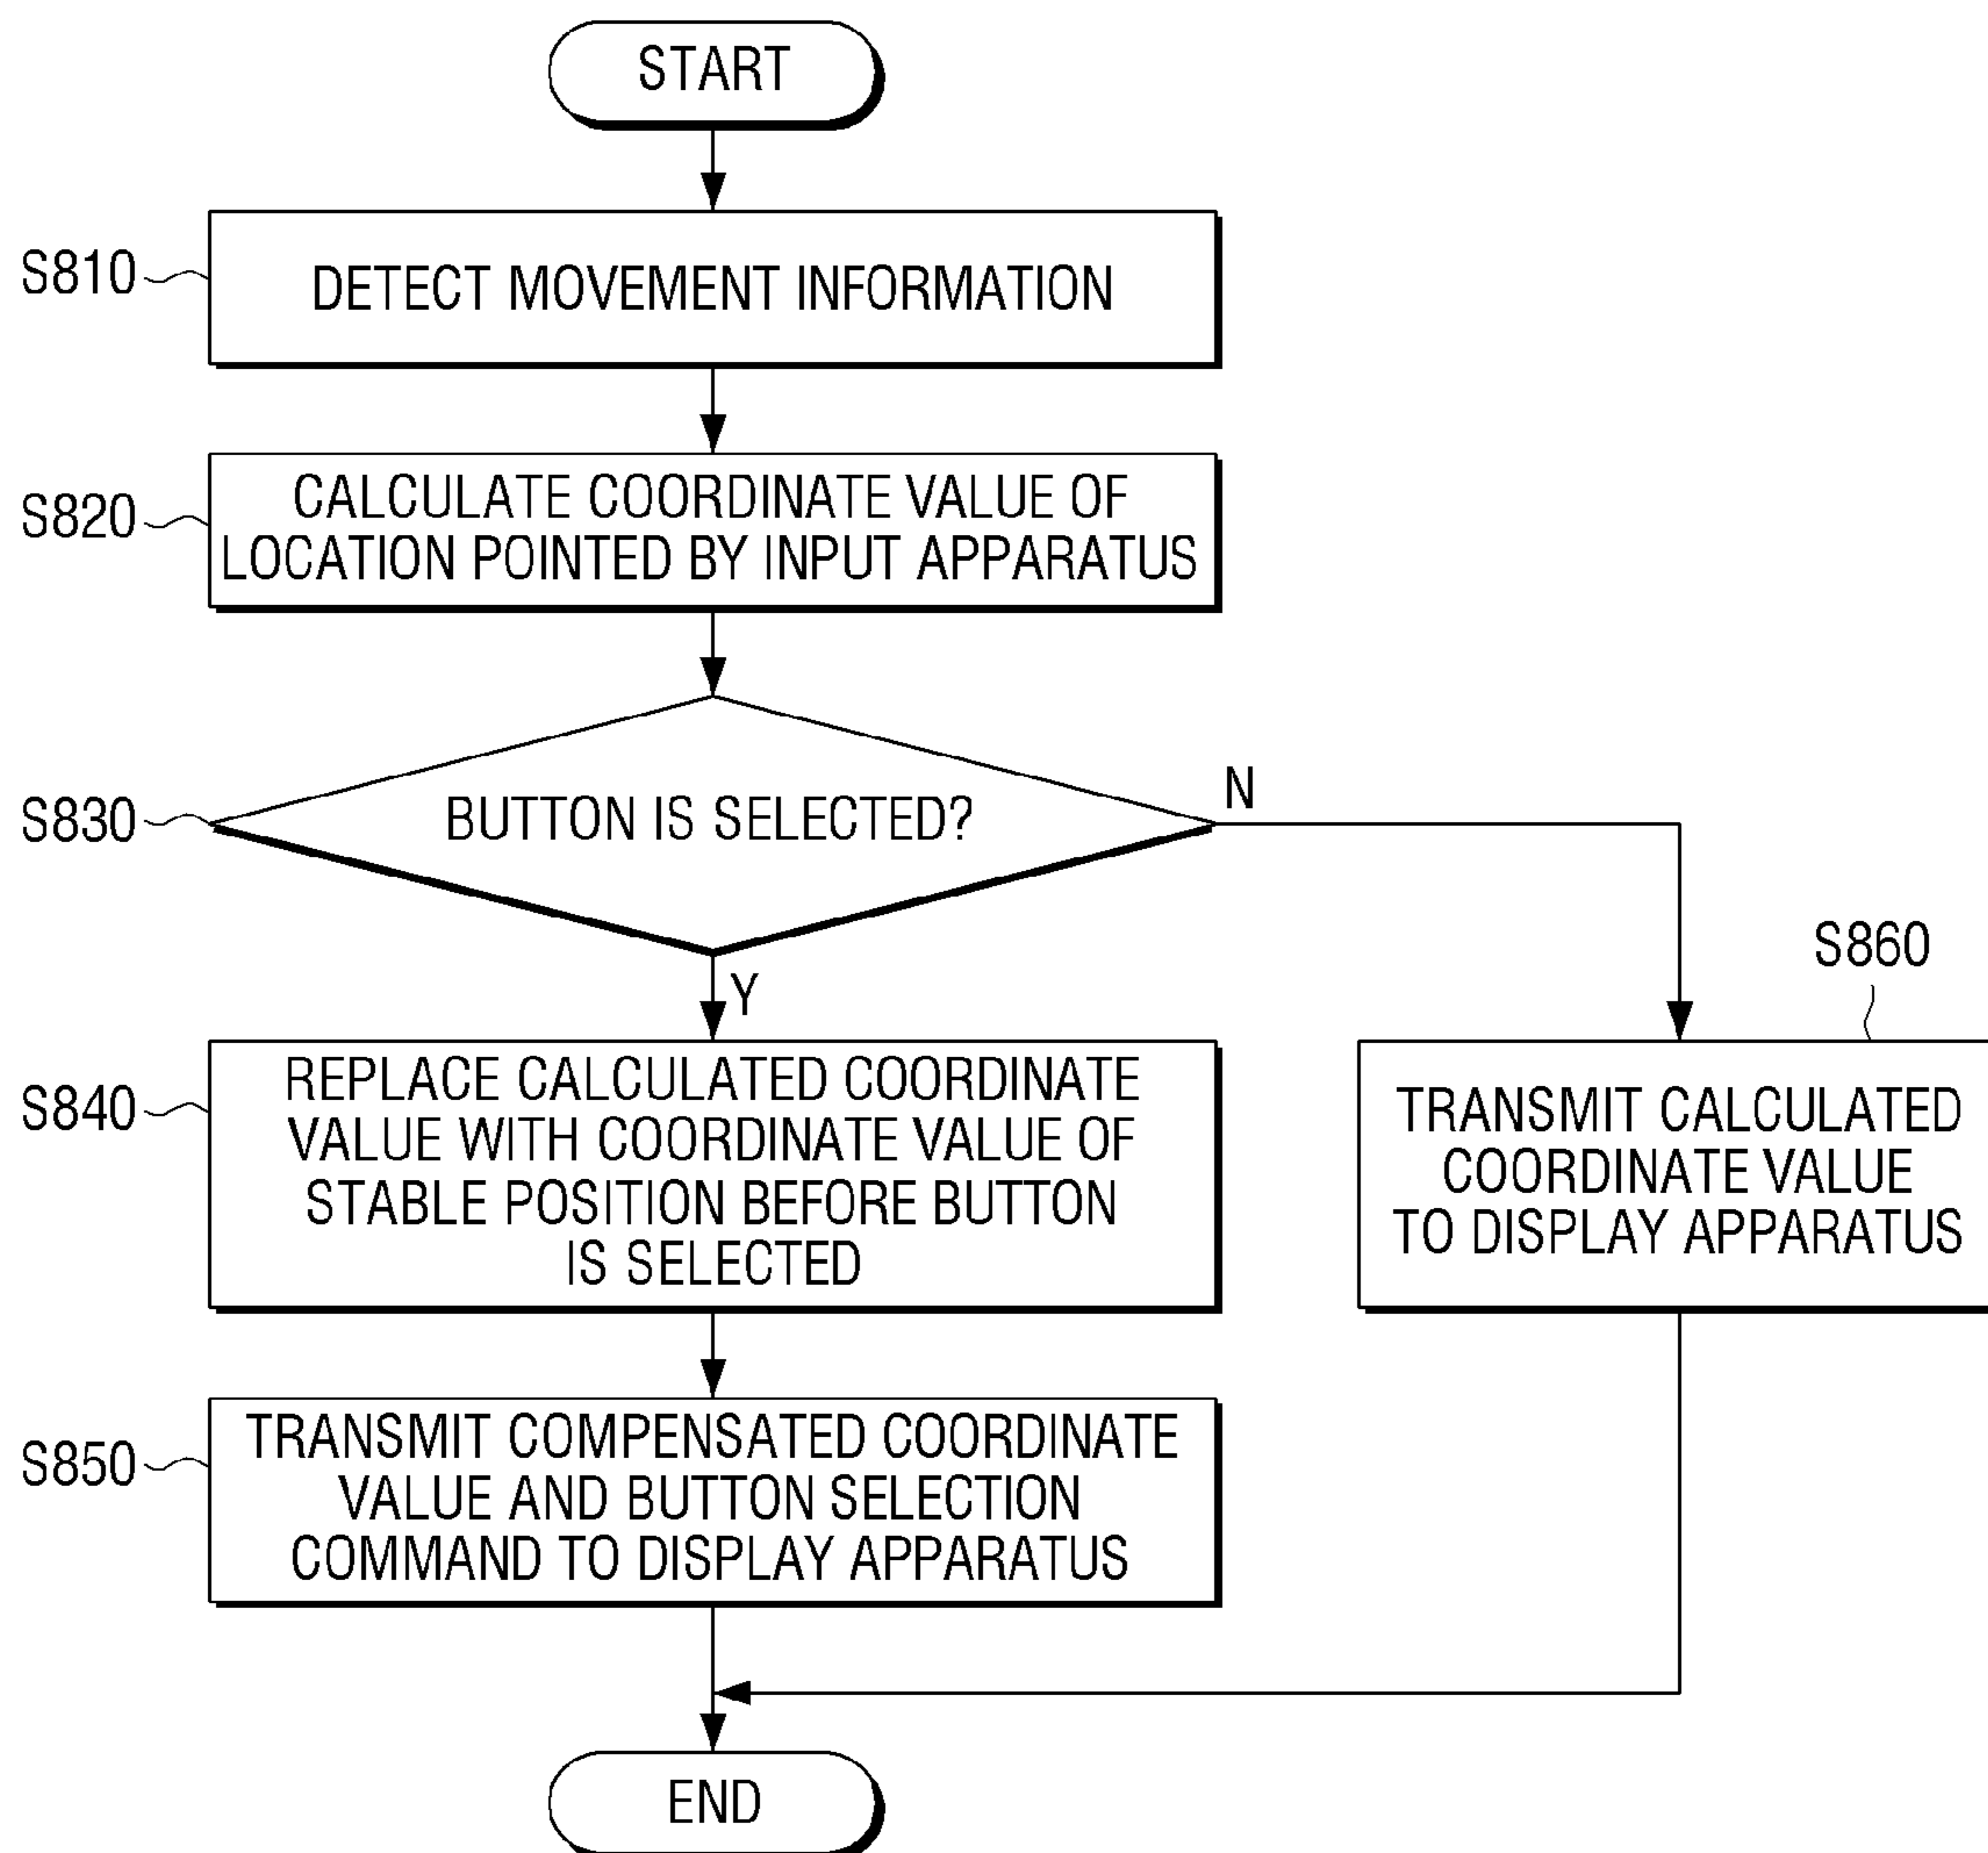 START
S810
DETECT MOVEMENT INFORMATION
S820
CALCULATE COORDINATE VALUE OF
LOCATION POINTED BY INPUT APPARATUS
S830
BUTTON IS SELECTED?
N
Y
S840
REPLACE CALCULATED COORDINATE
VALUE WITH COORDINATE VALUE OF
STABLE POSITION BEFORE BUTTON
IS SELECTED
S860
TRANSMIT CALCULATED
COORDINATE VALUE
TO DISPLAY APPARATUS
S850
TRANSMIT COMPENSATED COORDINATE
VALUE AND BUTTON SELECTION
COMMAND TO DISPLAY APPARATUS
END